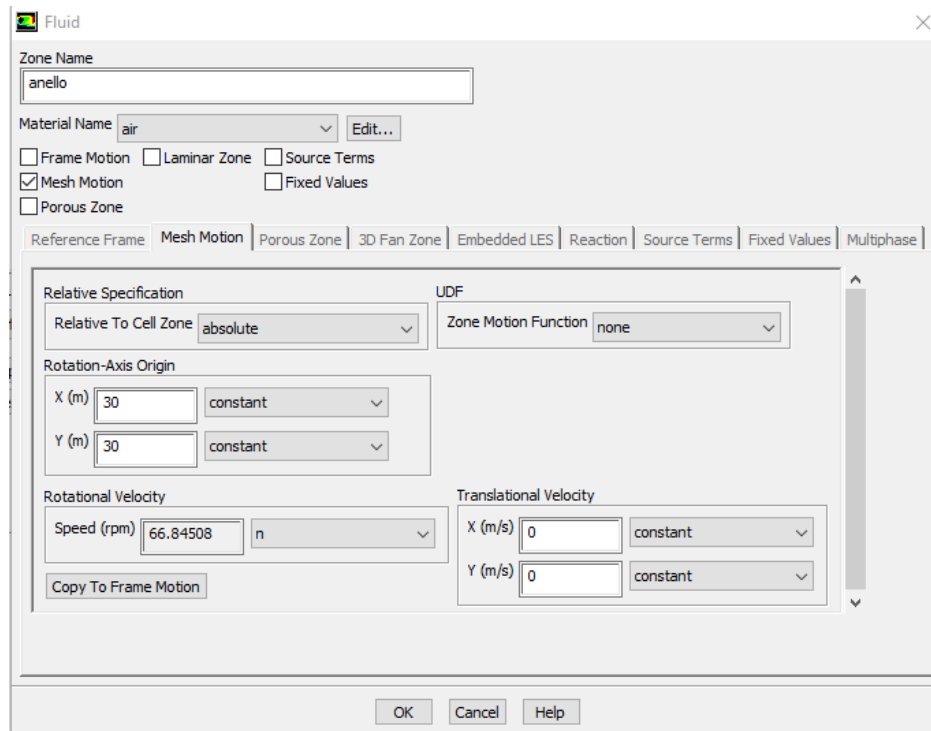 Fluid
Zone Name
anello
Material Name air Edit...
Frame Motion Laminar Zone Source Terms
Mesh Motion Fixed Values
Porous Zone
Reference Frame Mesh Motion Porous Zone 3D Fan Zone Embedded LES Reaction Source Terms Fixed Values Multiphase
Relative Specification UDF
Relative To Cell Zone absolute Zone Motion Function none
Rotation-Axis Origin
X (m) 30 constant
Y (m) 30 constant
Rotational Velocity Translational Velocity
Speed (rpm) 66.84508 n X (m/s) 0 constant
Y (m/s) 0 constant
Copy To Frame Motion
OK Cancel Help